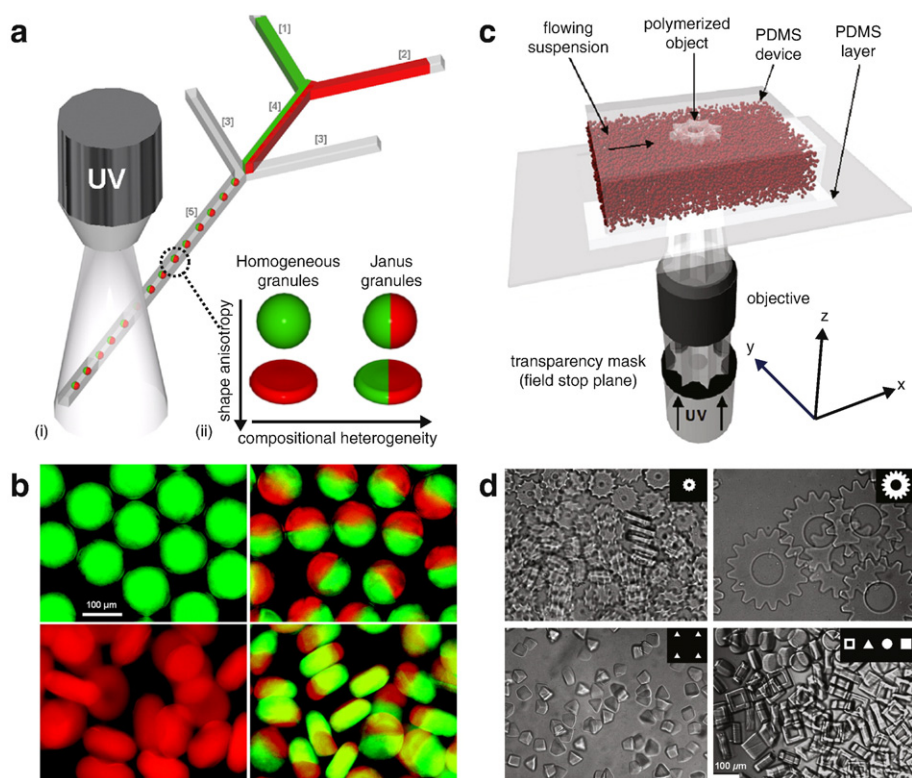 a
[1]
[2]
[3]
[4]
[3]
UV
[5]
Homogeneous
granules
Janus
granules
shape anisotropy
compositional heterogeneity
(i)
(ii)
c
flowing
suspension
polymerized
object
PDMS
device
PDMS
layer
objective
transparency mask
(field stop plane)
UV
z
y
x
b
100 µm
d
100 µm